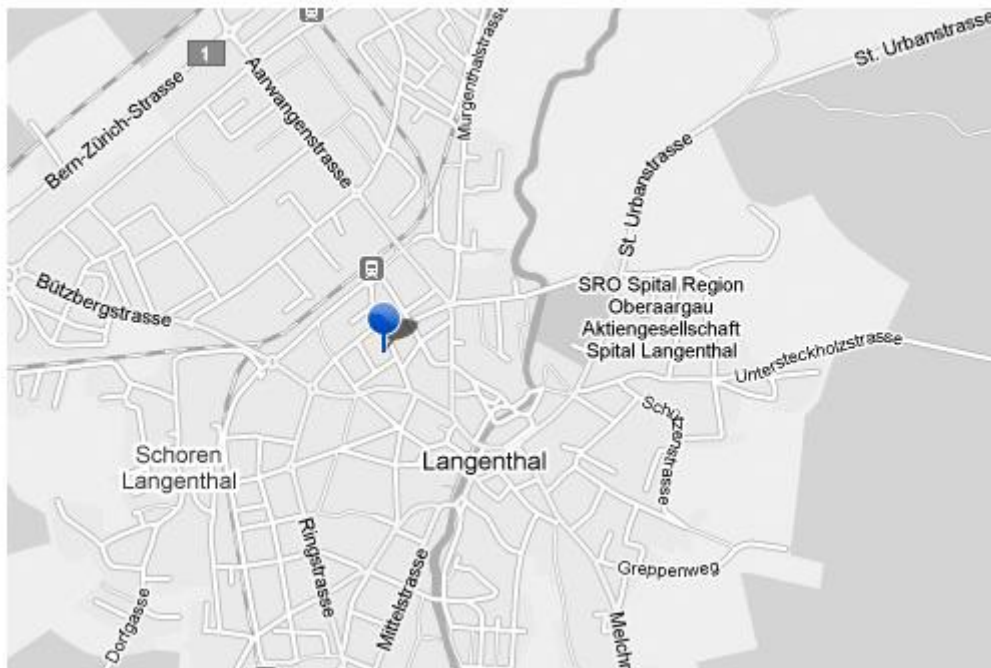 St. Urbanstrasse
1
Aarwangenstrasse
Murgenthalstrasse
Bern-Zürich-Strasse
St. Urbanstrasse
Bützbergstrasse
SRO Spital Region
Oberaargau
Aktiengesellschaft
Spital Langenthal
Untersteckholzstrasse
Schützenstrasse
Schoren
Langenthal
Langenthal
Ringstrasse
Mittelstrasse
Greppenweg
Dorfgasse